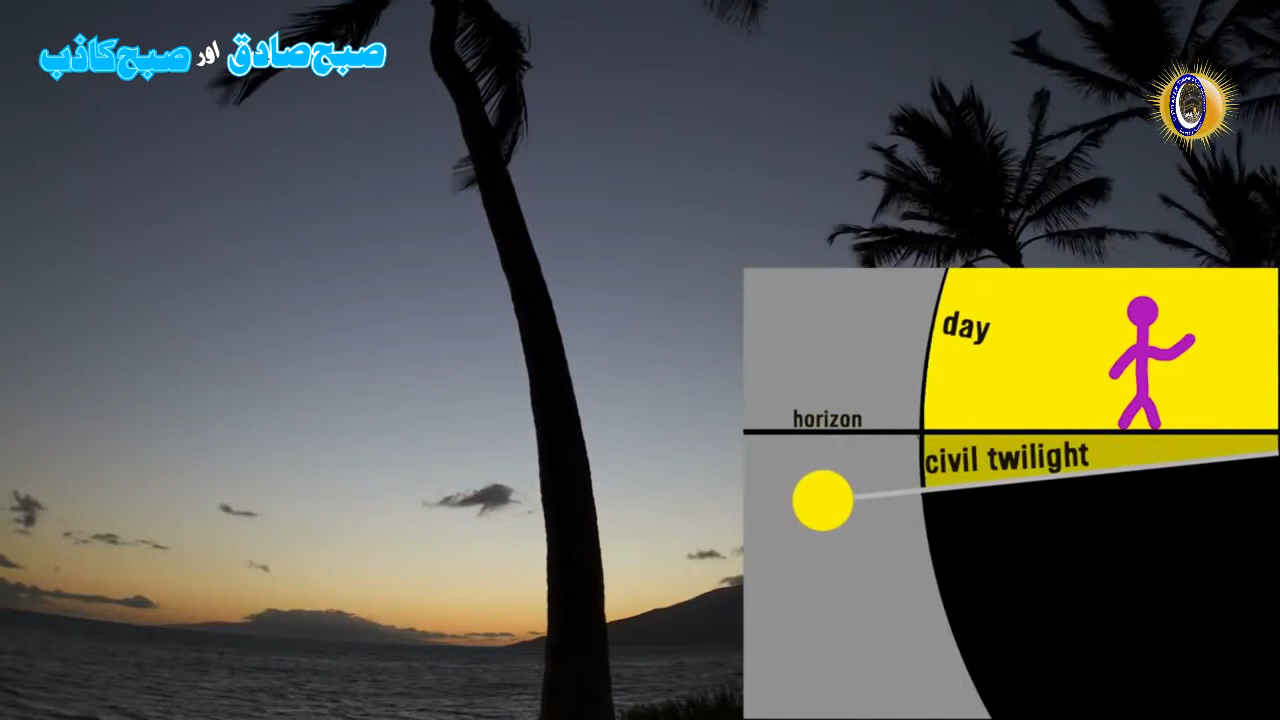 صبح صادق اور صبح کاذب
day
horizon
civil twilight